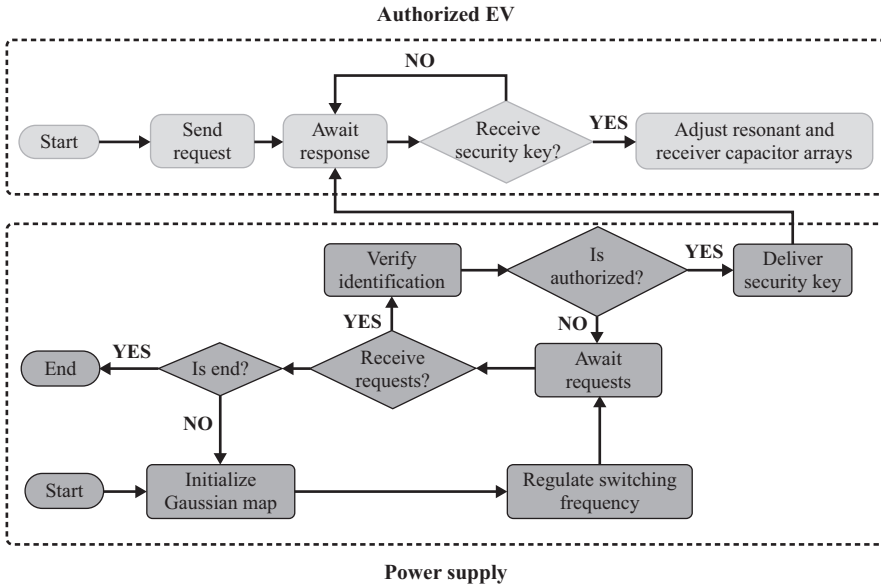 Authorized EV
NO
Start
Send
request
Await
response
Receive
security key?
YES
Adjust resonant and
receiver capacitor arrays
Verify
identification
Is
authorized?
YES
Deliver
security key
YES
NO
End
YES
Is end?
Receive
requests?
Await
requests
NO
Start
Initialize
Gaussian map
Regulate switching
frequency
Power supply